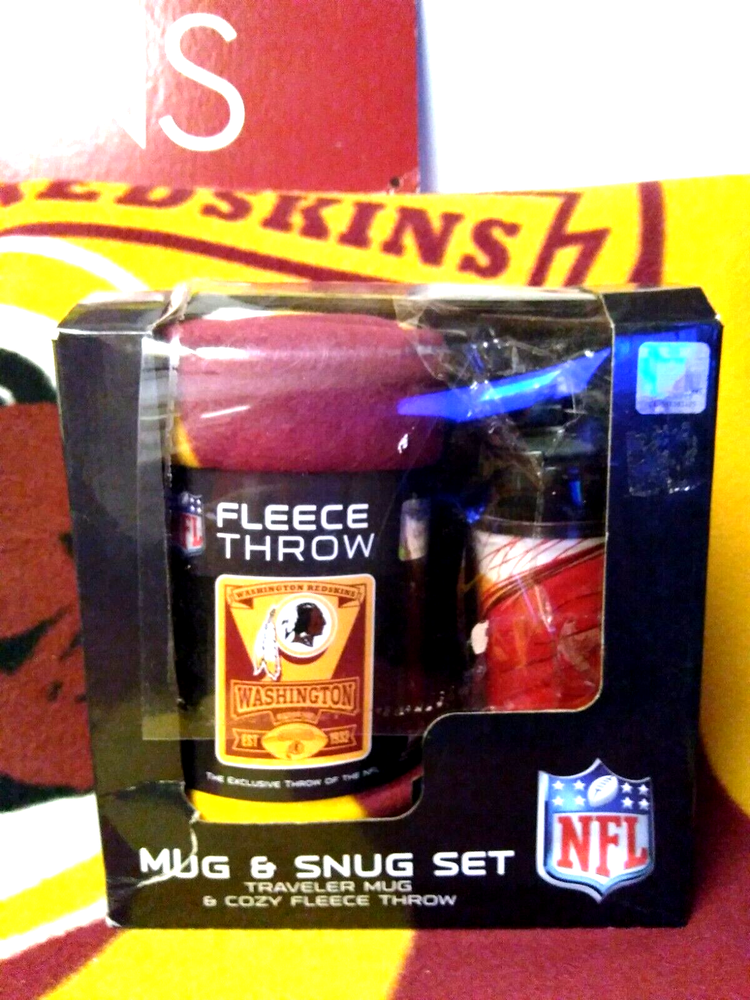 NS
REDSKINS
FLEECE
THROW
WASHINGTON REDSKINS
WASHINGTON
EST 1932
THE EXCLUSIVE THROW OF THE NFL
NFL
MUG & SNUG SET
TRAVELER MUG
& COZY FLEECE THROW